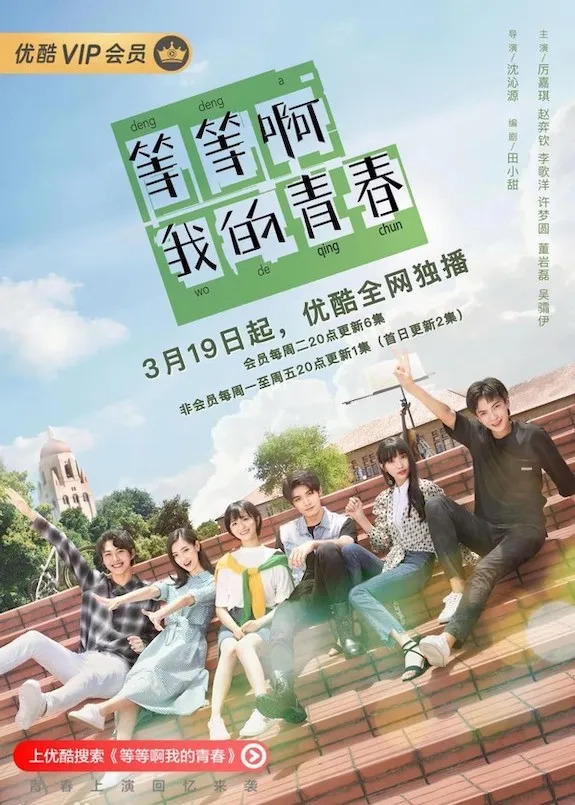 优酷 VIP 会员
deng deng a
等等啊
我的青春
wo de qing chun
3月19日起，优酷全网独播
会员每周二20点更新6集
非会员每周一至周五20点更新1集（首日更新2集）
主演/厉嘉琪 赵弈钦 李歌洋 许梦圆 董岩磊 吴骦伊
导演/沈沁源 编剧/田小甜
上优酷搜索《等等啊我的青春》
青春上演回忆来袭